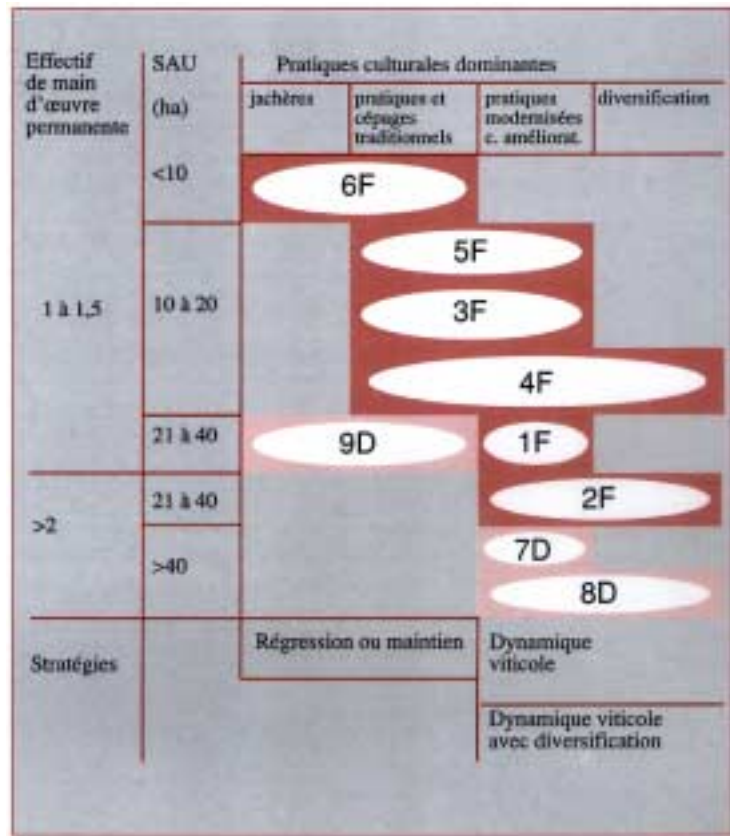 Effectif
de main
d'œuvre
permanente
SAU
(ha)
Pratiques culturales dominantes
jachères
pratiques et
cépages
traditionnels
pratiques
modernisées
c. améliorat.
diversification
<10
6F
5F
1 à 1,5
10 à 20
3F
4F
21 à 40
9D
1F
>2
21 à 40
2F
7D
>40
8D
Stratégies
Régression ou maintien
Dynamique
viticole
Dynamique viticole
avec diversification